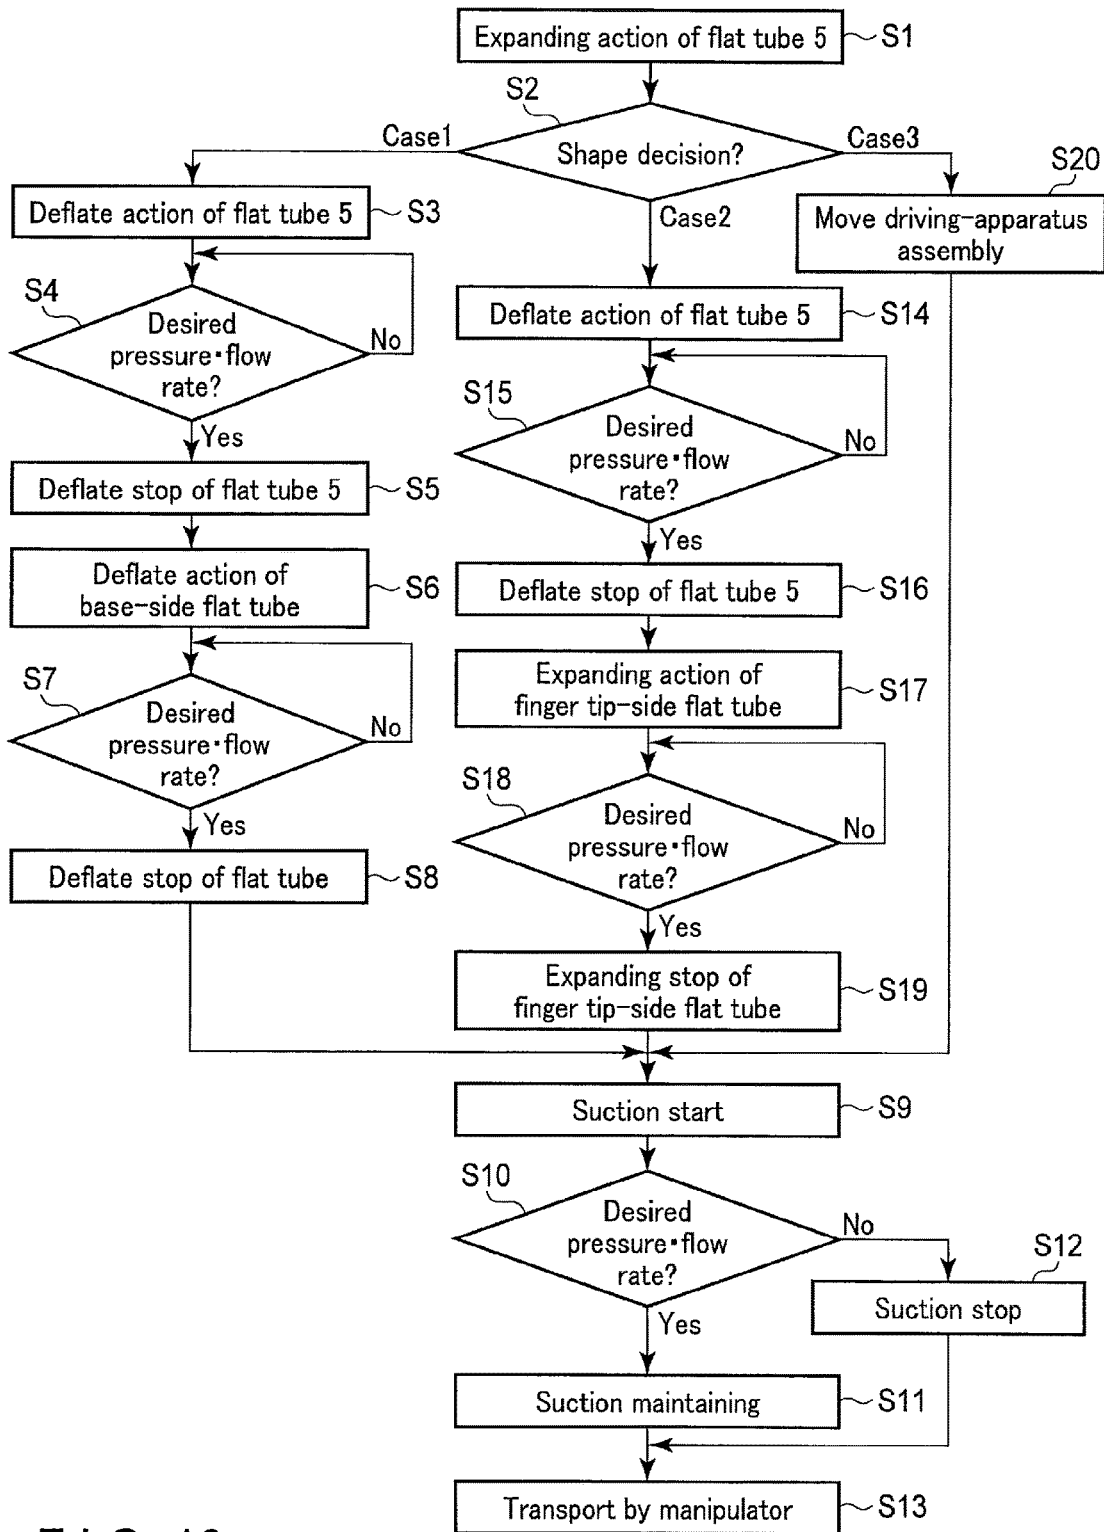 Expanding action of flat tube 5
S1
S2
Shape decision?
Case1
Case3
Case2
S20
Move driving-apparatus
assembly
Deflate action of flat tube 5
S3
S4
Desired
pressure・flow
rate?
No
Yes
Deflate stop of flat tube 5
S5
Deflate action of
base-side flat tube
S6
S7
Desired
pressure・flow
rate?
No
Yes
Deflate stop of flat tube
S8
Deflate action of flat tube 5
S14
S15
Desired
pressure・flow
rate?
No
Yes
Deflate stop of flat tube 5
S16
Expanding action of
finger tip-side flat tube
S17
S18
Desired
pressure・flow
rate?
No
Yes
Expanding stop of
finger tip-side flat tube
S19
Suction start
S9
S10
Desired
pressure・flow
rate?
No
Yes
S12
Suction stop
Suction maintaining
S11
Transport by manipulator
S13